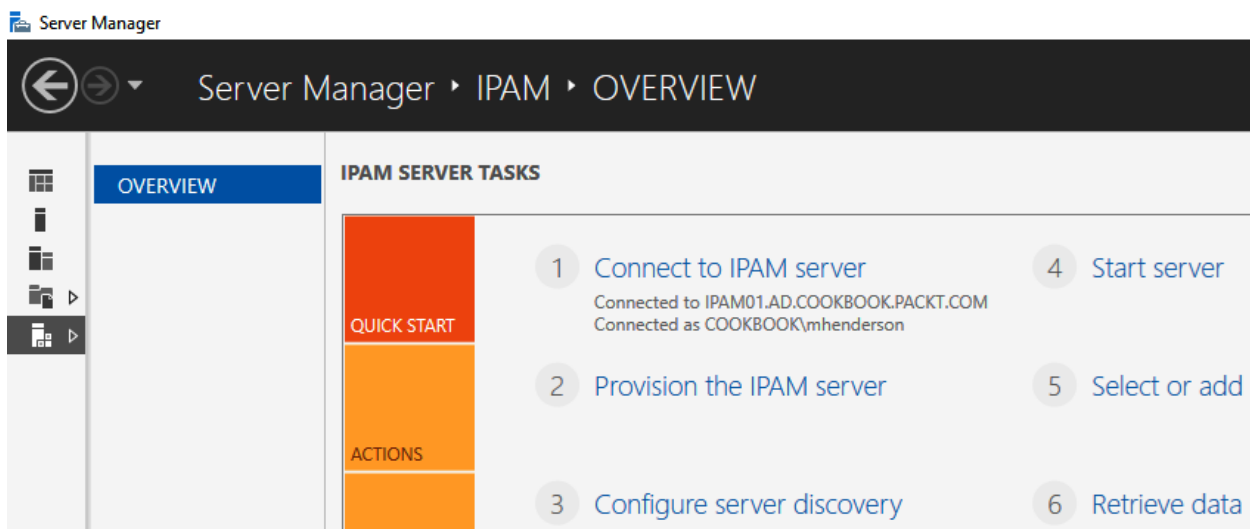 Server Manager
Server Manager ‣ IPAM ‣ OVERVIEW
OVERVIEW
IPAM SERVER TASKS
QUICK START
ACTIONS
1 Connect to IPAM server
Connected to IPAM01.AD.COOKBOOK.PACKT.COM
Connected as COOKBOOK\mhenderson
2 Provision the IPAM server
3 Configure server discovery
4 Start server
5 Select or add
6 Retrieve data